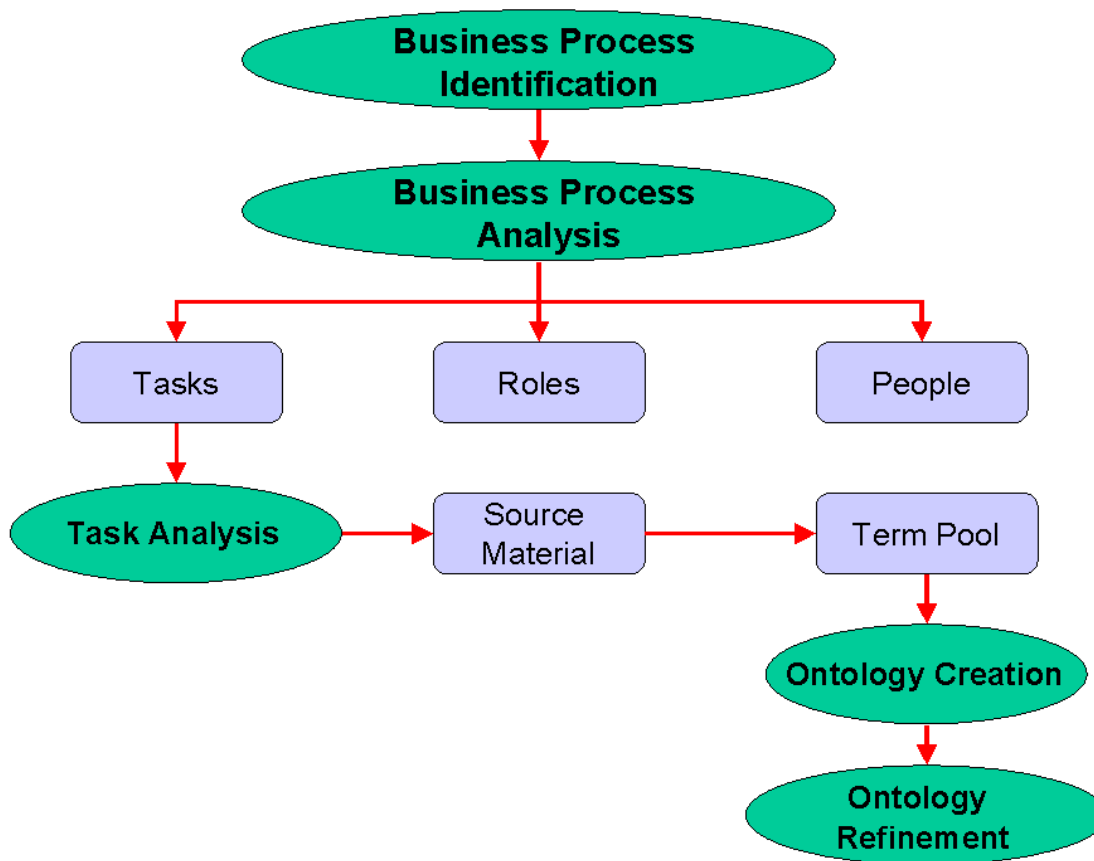 Business Process
Identification
Business Process
Analysis
Tasks
Roles
People
Task Analysis
Source
Material
Term Pool
Ontology Creation
Ontology
Refinement